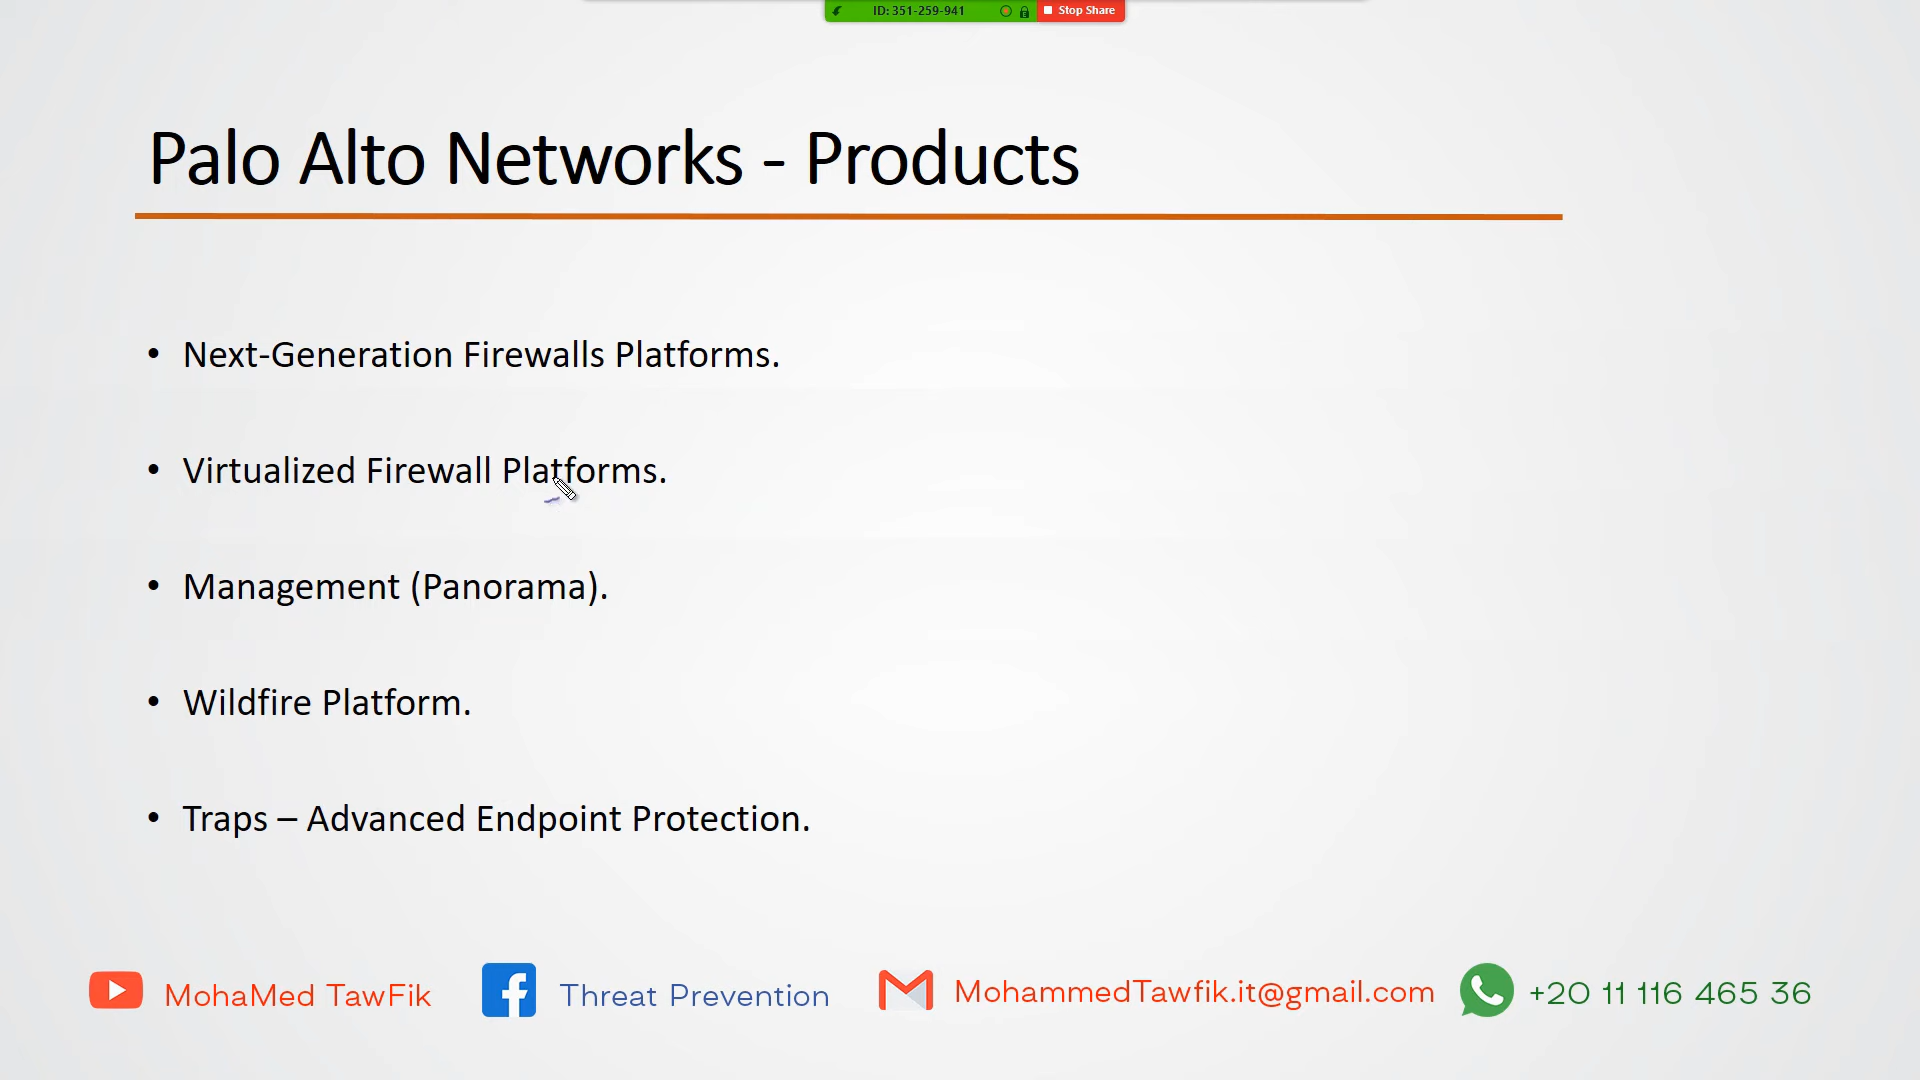 ID: 351-259-941 Stop Share
Palo Alto Networks - Products
• Next-Generation Firewalls Platforms.
• Virtualized Firewall Platforms.
• Management (Panorama).
• Wildfire Platform.
• Traps – Advanced Endpoint Protection.
MohaMed TawFik Threat Prevention MohammedTawfik.it@gmail.com +20 11 116 465 36